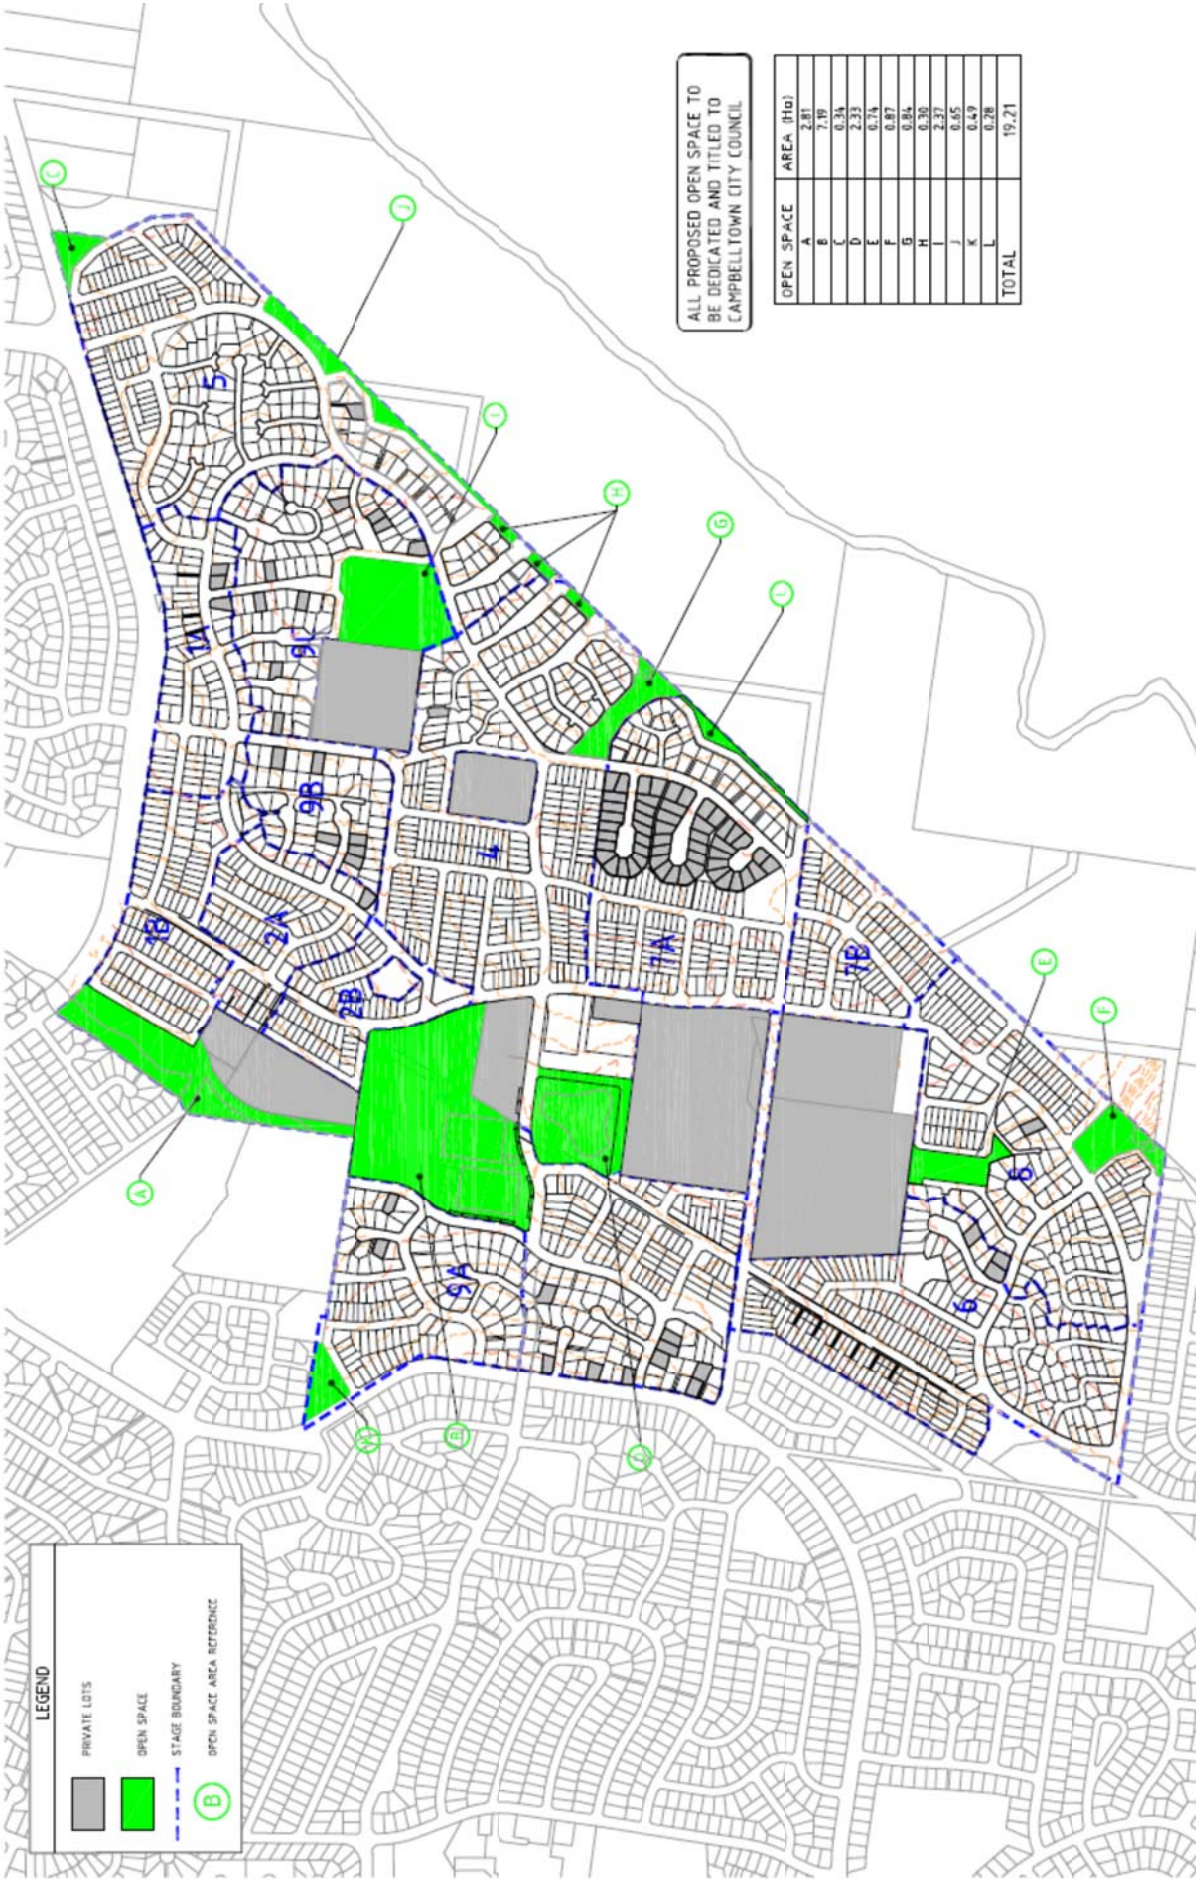 ALL PROPOSED OPEN SPACE TO
BE DEDICATED AND TITLED TO
CAMPBELLTOWN CITY COUNCIL
OPEN SPACE AREA (Ha)
A 2.81
B 7.19
C 0.34
D 2.33
E 0.74
F 0.87
G 0.84
H 0.30
I 2.37
J 0.65
K 0.49
L 0.28
TOTAL 19.21
LEGEND
PRIVATE LOTS
OPEN SPACE
STAGE BOUNDARY
B OPEN SPACE AREA REFERENCE
C
J
I
H
G
L
E
F
A
K
B
D
5
1A
9C
9B
1B
2A
2B
4
7A
7B
9A
6
6